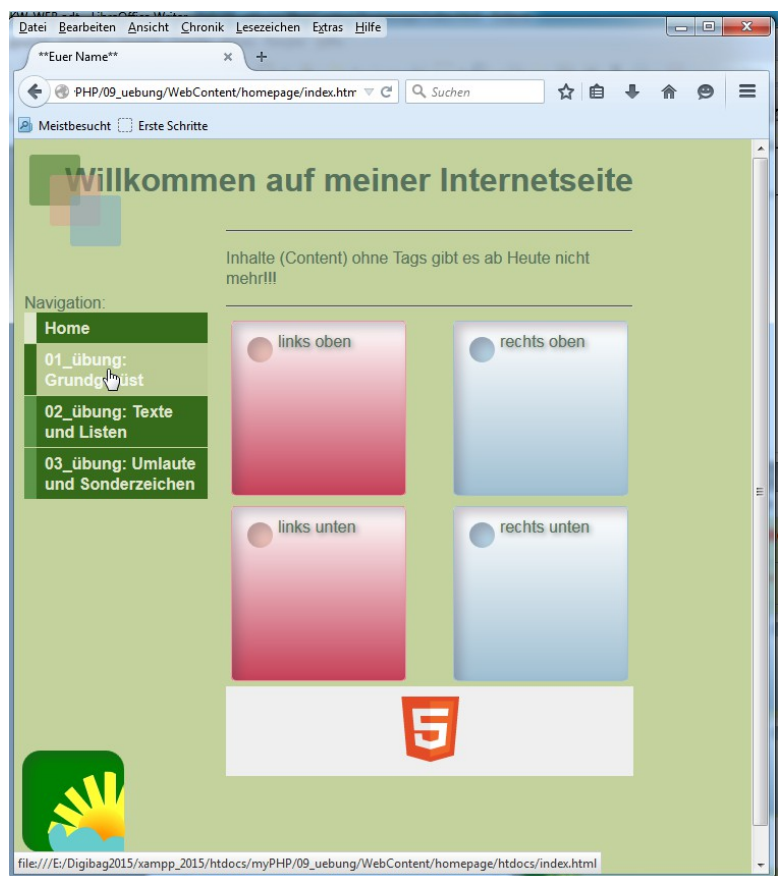 Datei Bearbeiten Ansicht Chronik Lesezeichen Extras Hilfe
**Euer Name**
PHP/09_uebung/WebContent/homepage/index.htm
Suchen
Meistbesucht Erste Schritte
Willkommen auf meiner Internetseite
Inhalte (Content) ohne Tags gibt es ab Heute nicht
mehr!!!
Navigation:
Home
01_übung:
Grundgerüst
02_übung: Texte
und Listen
03_übung: Umlaute
und Sonderzeichen
links oben
rechts oben
links unten
rechts unten
5
file:///E:/Digibag2015/xampp_2015/htdocs/myPHP/09_uebung/WebContent/homepage/htdocs/index.html